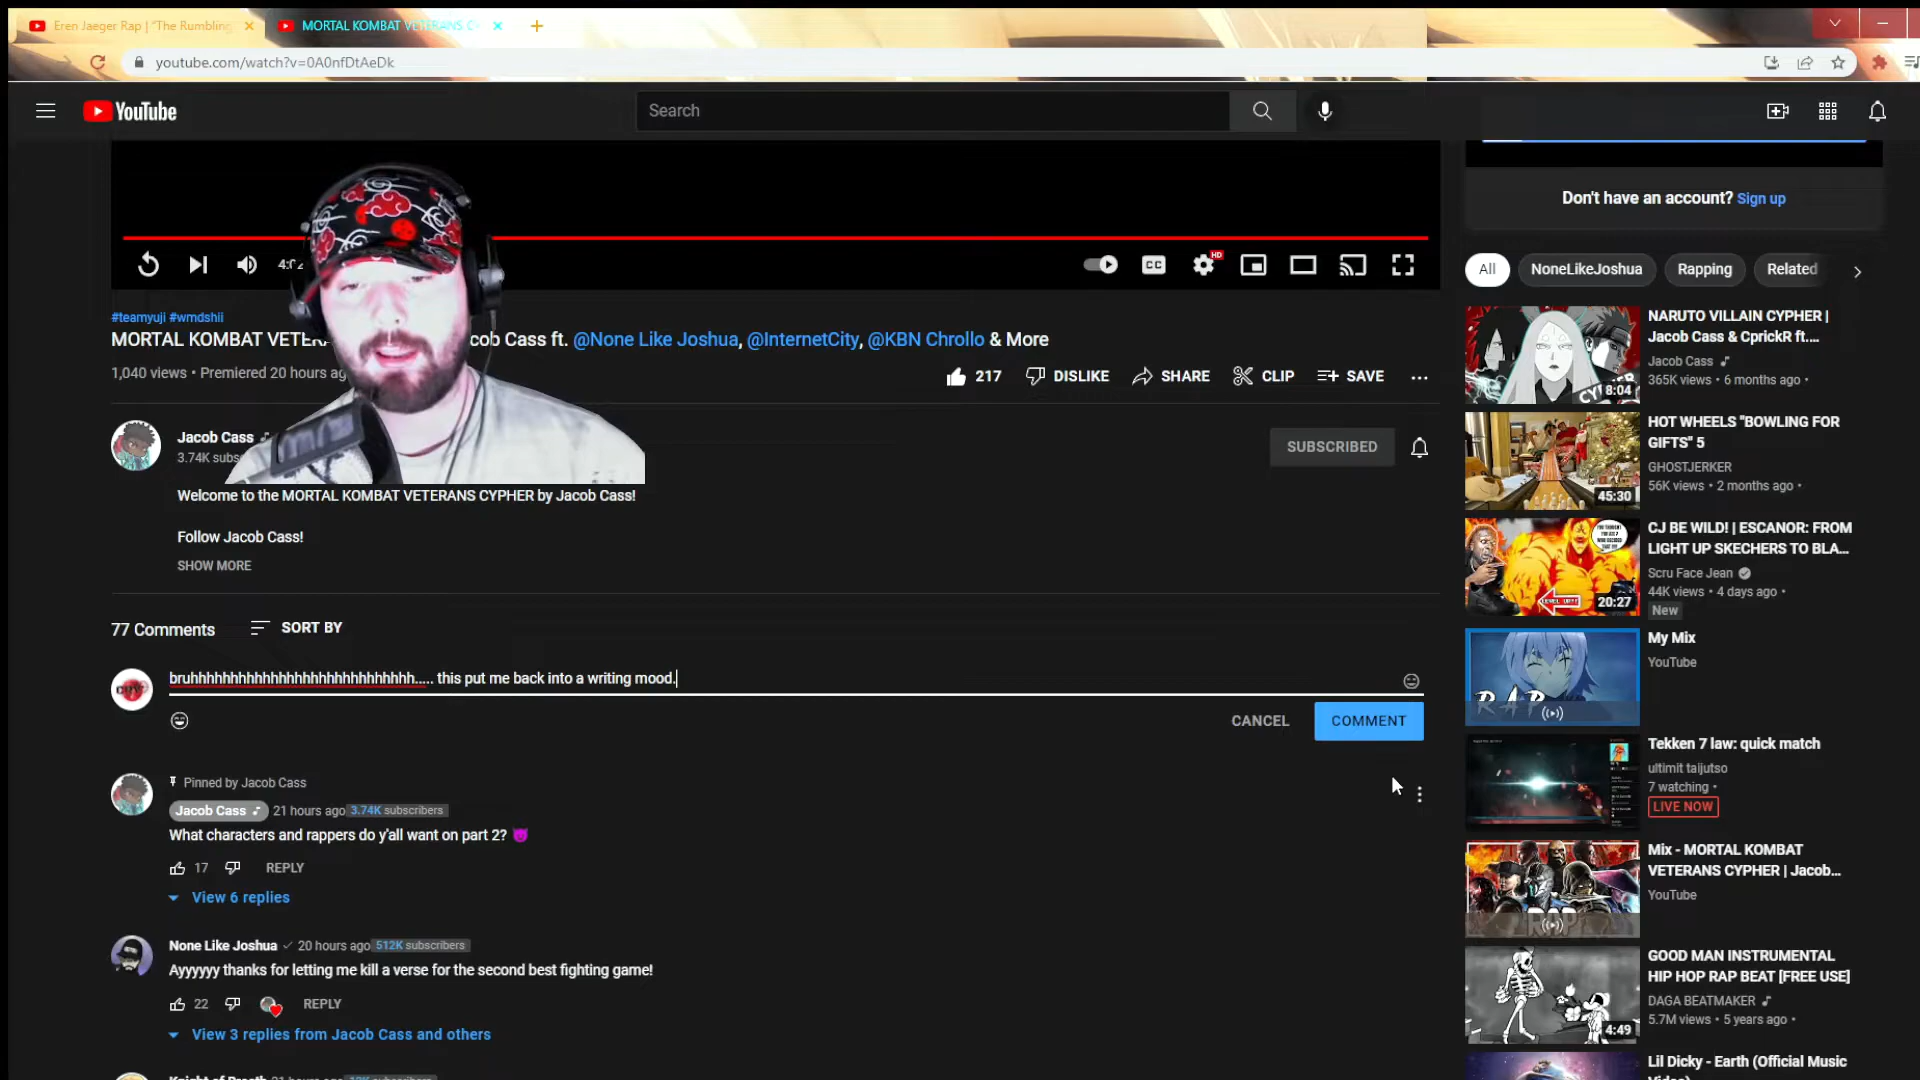 Eren Jaeger Rap | "The Rumbling
MORTAL KOMBAT VETERANS C
youtube.com/watch?v=0A0nfDtAeDk
YouTube
Search
Don't have an account? Sign up
CC
HD
All
NoneLikeJoshua
Rapping
Related
#teamyuji #wmdshii
cob Cass ft. @None Like Joshua, @InternetCity, @KBN Chrollo & More
MORTAL KOMBAT VETERA
1,040 views • Premiered 20 hours ag
217
DISLIKE
SHARE
CLIP
SAVE
Jacob Cass
3.74K subs
SUBSCRIBED
Welcome to the MORTAL KOMBAT VETERANS CYPHER by Jacob Cass!
Follow Jacob Cass!
SHOW MORE
77 Comments
SORT BY
bruhhhhhhhhhhhhhhhhhhhhhhhhhhhh..... this put me back into a writing mood.
CANCEL
COMMENT
Pinned by Jacob Cass
Jacob Cass 21 hours ago 3.74K subscribers
What characters and rappers do y'all want on part 2? 😈
17
REPLY
View 6 replies
None Like Joshua 20 hours ago 512K subscribers
Ayyyyyy thanks for letting me kill a verse for the second best fighting game!
22
REPLY
View 3 replies from Jacob Cass and others
NARUTO VILLAIN CYPHER |
Jacob Cass & CprickR ft....
Jacob Cass
365K views • 6 months ago •
8:04
HOT WHEELS "BOWLING FOR
GIFTS" 5
GHOSTJERKER
56K views • 2 months ago •
45:30
CJ BE WILD! | ESCANOR: FROM
LIGHT UP SKECHERS TO BLA...
Scru Face Jean
44K views • 4 days ago •
New
20:27
My Mix
YouTube
RAP
Tekken 7 law: quick match
ultimit taijutso
7 watching •
LIVE NOW
Mix - MORTAL KOMBAT
VETERANS CYPHER | Jacob...
YouTube
RAP
GOOD MAN INSTRUMENTAL
HIP HOP RAP BEAT [FREE USE]
DAGA BEATMAKER
5.7M views • 5 years ago •
4:49
Lil Dicky - Earth (Official Music